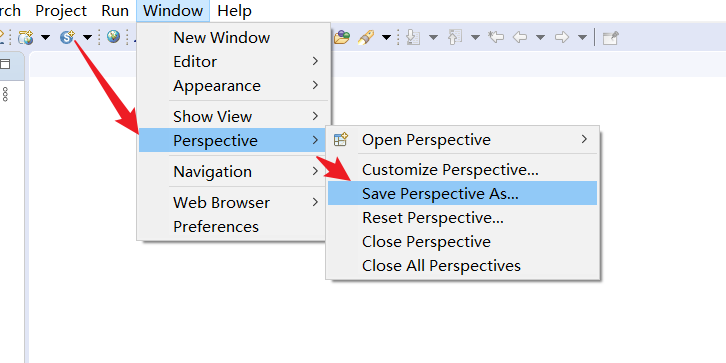 rch Project Run Window Help
New Window
Editor
Appearance
Show View
Perspective
Navigation
Web Browser
Preferences
Open Perspective
Customize Perspective...
Save Perspective As...
Reset Perspective...
Close Perspective
Close All Perspectives